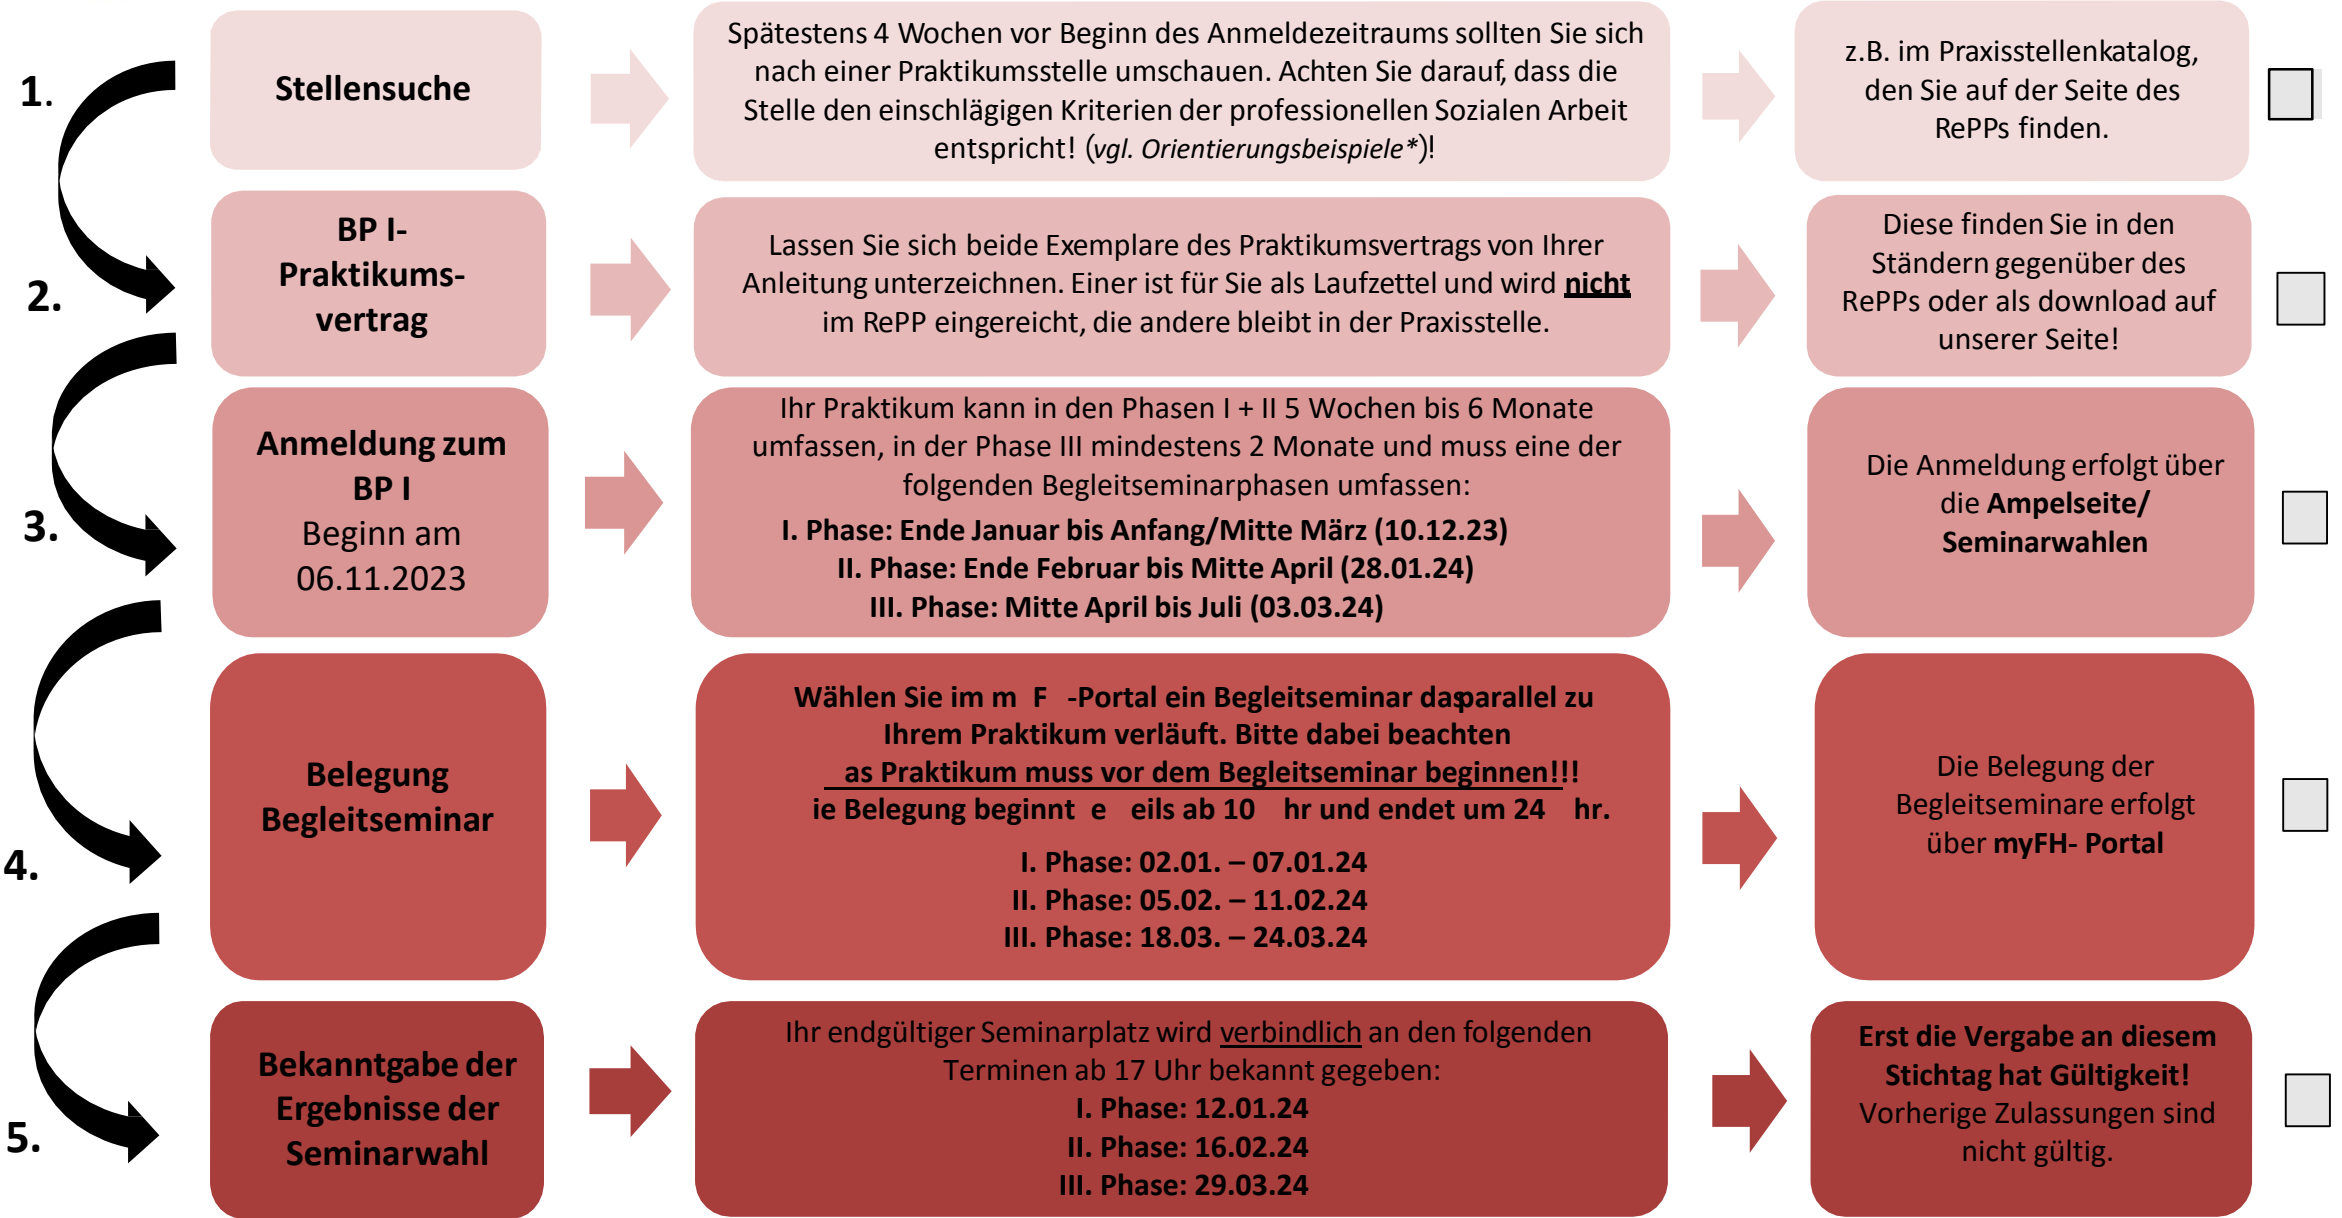 1.
Stellensuche
Spätestens 4 Wochen vor Beginn des Anmeldezeitraums sollten Sie sich
nach einer Praktikumsstelle umschauen. Achten Sie darauf, dass die
Stelle den einschlägigen Kriterien der professionellen Sozialen Arbeit
entspricht! (vgl. Orientierungsbeispiele*)!
z.B. im Praxisstellenkatalog,
den Sie auf der Seite des
RePPs finden.
2.
BP I-
Praktikums-
vertrag
Lassen Sie sich beide Exemplare des Praktikumsvertrags von Ihrer
Anleitung unterzeichnen. Einer ist für Sie als Laufzettel und wird nicht
im RePP eingereicht, die andere bleibt in der Praxisstelle.
Diese finden Sie in den
Ständern gegenüber des
RePPs oder als download auf
unserer Seite!
3.
Anmeldung zum
BP I
Beginn am
06.11.2023
Ihr Praktikum kann in den Phasen I + II 5 Wochen bis 6 Monate
umfassen, in der Phase III mindestens 2 Monate und muss eine der
folgenden Begleitseminarphasen umfassen:
I. Phase: Ende Januar bis Anfang/Mitte März (10.12.23)
II. Phase: Ende Februar bis Mitte April (28.01.24)
III. Phase: Mitte April bis Juli (03.03.24)
Die Anmeldung erfolgt über
die Ampelseite/
Seminarwahlen
4.
Belegung
Begleitseminar
Wählen Sie im m F -Portal ein Begleitseminar das parallel zu
Ihrem Praktikum verläuft. Bitte dabei beachten
as Praktikum muss vor dem Begleitseminar beginnen!!!
ie Belegung beginnt e eils ab 10 hr und endet um 24 hr.
I. Phase: 02.01. – 07.01.24
II. Phase: 05.02. – 11.02.24
III. Phase: 18.03. – 24.03.24
Die Belegung der
Begleitseminare erfolgt
über myFH- Portal
5.
Bekanntgabe der
Ergebnisse der
Seminarwahl
Ihr endgültiger Seminarplatz wird verbindlich an den folgenden
Terminen ab 17 Uhr bekannt gegeben:
I. Phase: 12.01.24
II. Phase: 16.02.24
III. Phase: 29.03.24
Erst die Vergabe an diesem
Stichtag hat Gültigkeit!
Vorherige Zulassungen sind
nicht gültig.